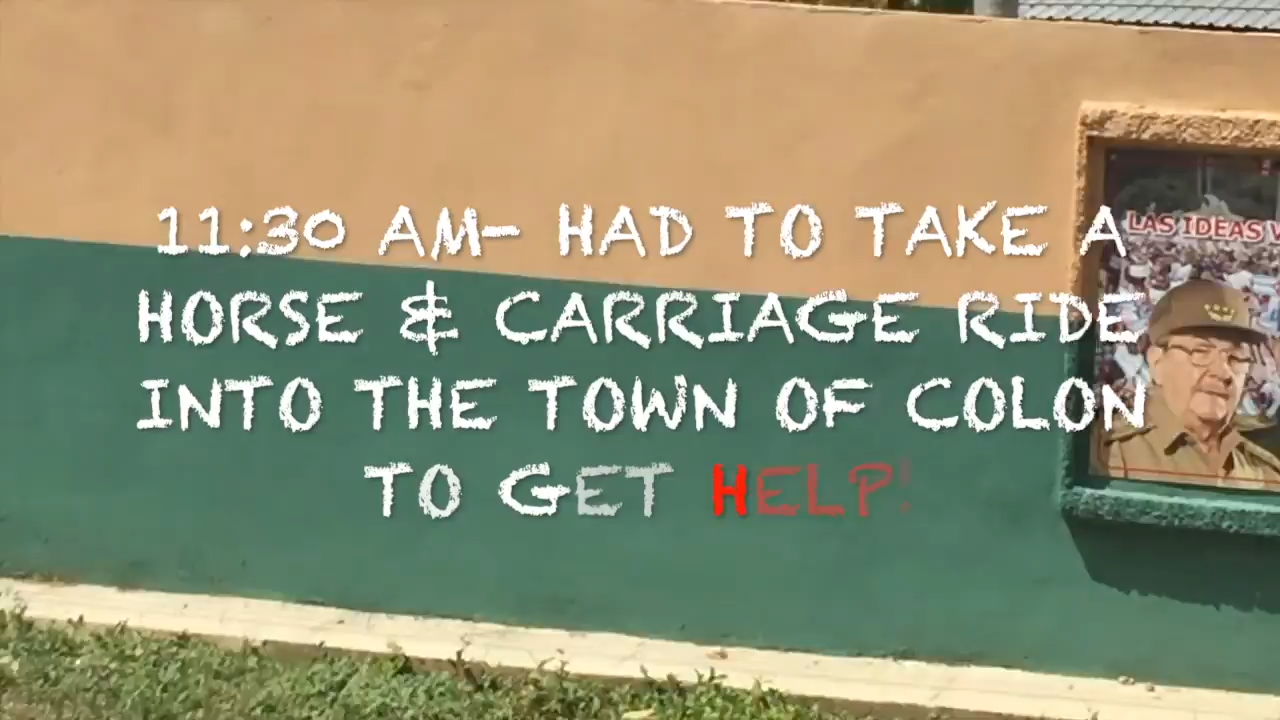 11:30 AM- HAD TO TAKE A
HORSE & CARRIAGE RIDE
INTO THE TOWN OF COLON
TO GET HELP!
LAS IDEAS